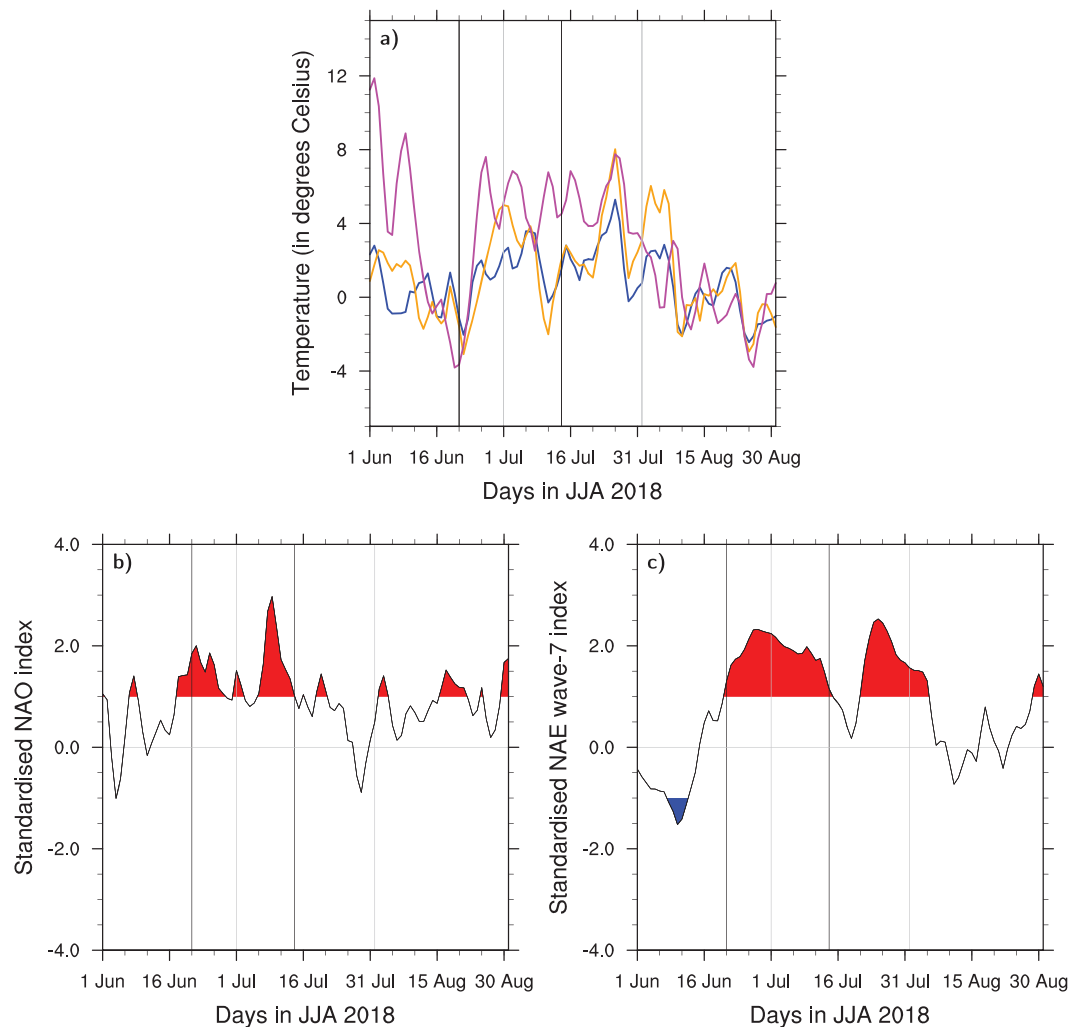 a)
Temperature (in degrees Celsius)
12
8
4
0
-4
1 Jun 16 Jun 1 Jul 16 Jul 31 Jul 15 Aug 30 Aug
Days in JJA 2018
b)
Standardised NAO index
4.0
2.0
0.0
-2.0
-4.0
1 Jun 16 Jun 1 Jul 16 Jul 31 Jul 15 Aug 30 Aug
Days in JJA 2018
c)
Standardised NAE wave-7 index
4.0
2.0
0.0
-2.0
-4.0
1 Jun 16 Jun 1 Jul 16 Jul 31 Jul 15 Aug 30 Aug
Days in JJA 2018